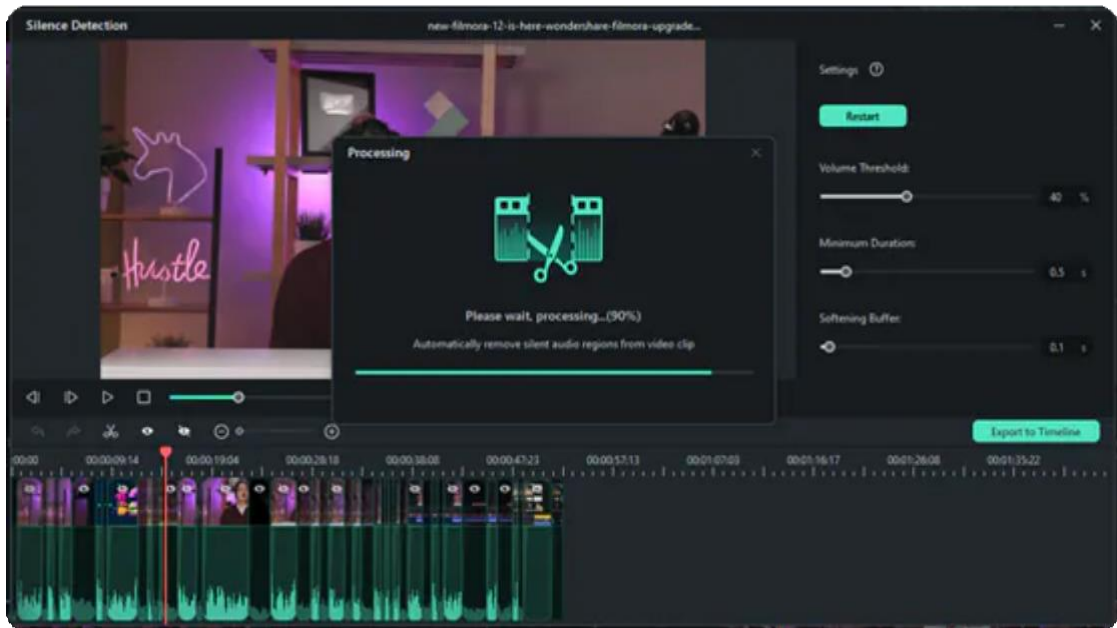 Silence Detection
new-filmora-12-is-here-wondershare-filmora-upgrade...
Settings
Restart
Processing
Volume Threshold:
40 %
Hustle
Minimum Duration:
0.5 s
Please wait, processing...(90%)
Automatically remove silent audio regions from video clip
Softening Buffer:
0.1 s
Export to Timeline
00:00 00:00:09:14 00:00:19:04 00:00:28:18 00:00:38:08 00:00:47:23 00:00:57:13 00:01:07:03 00:01:16:17 00:01:26:08 00:01:35:22